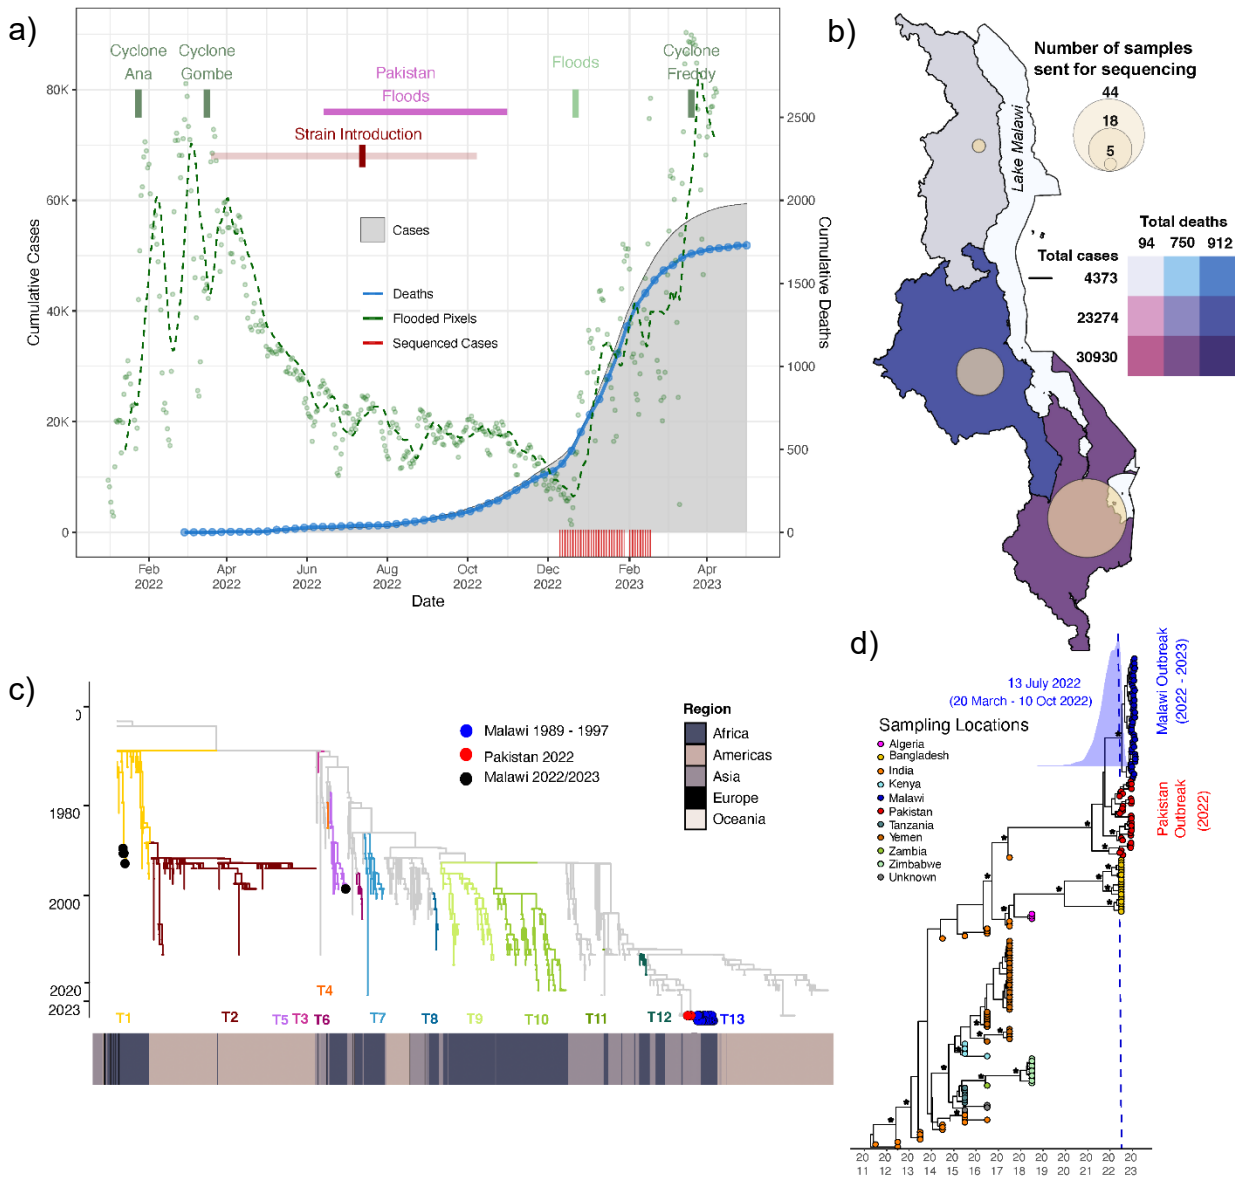 a)
Cyclone
Ana
Cyclone
Gombe
Pakistan
Floods
Floods
Cyclone
Freddy
Strain Introduction
Cases
Deaths
Flooded Pixels
Sequenced Cases
Cumulative Cases
80K
60K
40K
20K
0
Cumulative Deaths
2500
2000
1500
1000
500
0
Feb
2022
Apr
2022
Jun
2022
Aug
2022
Oct
2022
Dec
2022
Feb
2023
Apr
2023
Date
b)
Number of samples
sent for sequencing
44
18
5
Lake Malawi
Total deaths
94 750 912
Total cases
4373
23274
30930
c)
1980
2000
2020
2023
Malawi 1989 - 1997
Pakistan 2022
Malawi 2022/2023
Region
Africa
Americas
Asia
Europe
Oceania
T1
T2
T5
T3
T4
T6
T7
T8
T9
T10
T11
T12
T13
d)
13 July 2022
(20 March - 10 Oct 2022)
Sampling Locations
Algeria
Bangladesh
India
Kenya
Malawi
Pakistan
Tanzania
Yemen
Zambia
Zimbabwe
Unknown
Malawi Outbreak
(2022 - 2023)
Pakistan
Outbreak
(2022)
20 20 20 20 20 20 20 20 20 20 20 20 20
11 12 13 14 15 16 17 18 19 20 21 22 23